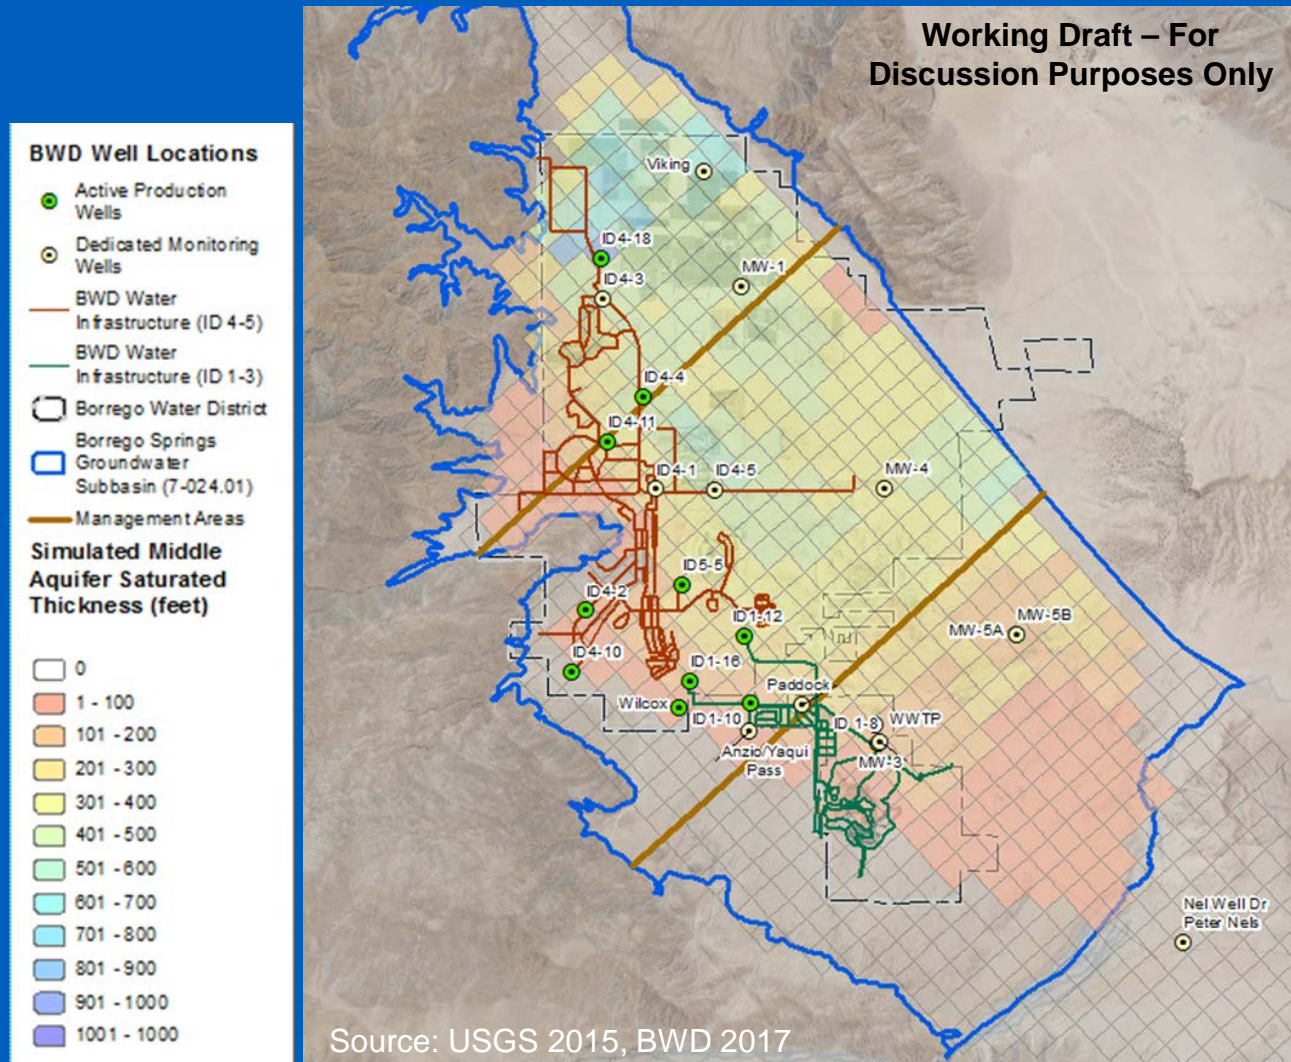 Working Draft – For
Discussion Purposes Only
BWD Well Locations
Active Production
Wells
Dedicated Monitoring
Wells
BWD Water
Infrastructure (ID 4-5)
BWD Water
Infrastructure (ID 1-3)
Borrego Water District
Borrego Springs
Groundwater
Subbasin (7-024.01)
Management Areas
Simulated Middle
Aquifer Saturated
Thickness (feet)
0
1 - 100
101 - 200
201 - 300
301 - 400
401 - 500
501 - 600
601 - 700
701 - 800
801 - 900
901 - 1000
1001 - 1000
Viking
ID4-18
ID4-3
MW-1
ID4-4
ID4-11
ID4-1
ID4-5
MW-4
ID5-5
ID4-2
ID1-12
MW-5A
MW-5B
ID4-10
ID1-16
Wilcox
Paddock
ID1-10
ID 1-8
WWTP
Anzio/Yaqui
Pass
MW-3
Nel Well Dr
Peter Nels
Source: USGS 2015, BWD 2017